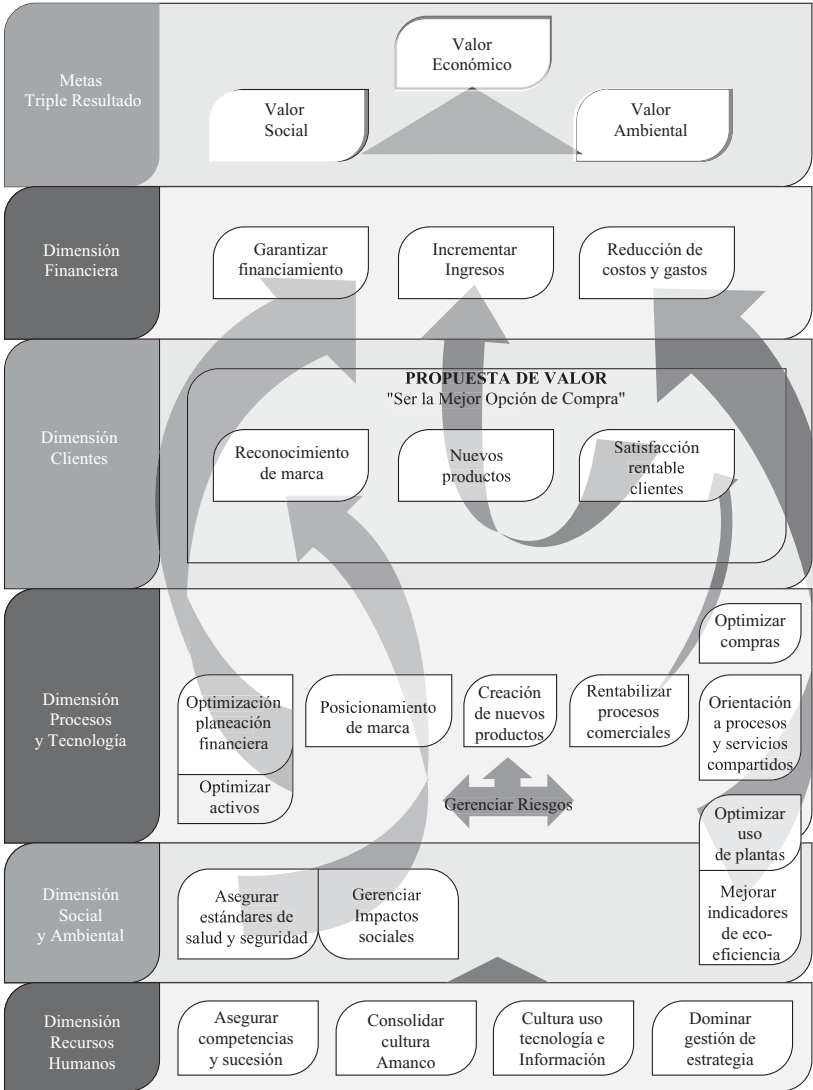 Metas
Triple Resultado
Valor
Económico
Valor
Social
Valor
Ambiental
Dimensión
Financiera
Garantizar
financiamiento
Incrementar
Ingresos
Reducción de
costos y gastos
Dimensión
Clientes
PROPUESTA DE VALOR
"Ser la Mejor Opción de Compra"
Reconocimiento
de marca
Nuevos
productos
Satisfacción
rentable
clientes
Dimensión
Procesos
y Tecnología
Optimización
planeación
financiera
Optimizar
activos
Posicionamiento
de marca
Creación
de nuevos
productos
Rentabilizar
procesos
comerciales
Optimizar
compras
Orientación
a procesos
y servicios
compartidos
Gerenciar Riesgos
Optimizar
uso
de plantas
Dimensión
Social
y Ambiental
Asegurar
estándares de
salud y seguridad
Gerenciar
Impactos
sociales
Mejorar
indicadores
de eco-
eficiencia
Dimensión
Recursos
Humanos
Asegurar
competencias
y sucesión
Consolidar
cultura
Amanco
Cultura uso
tecnología e
Información
Dominar
gestión de
estrategia